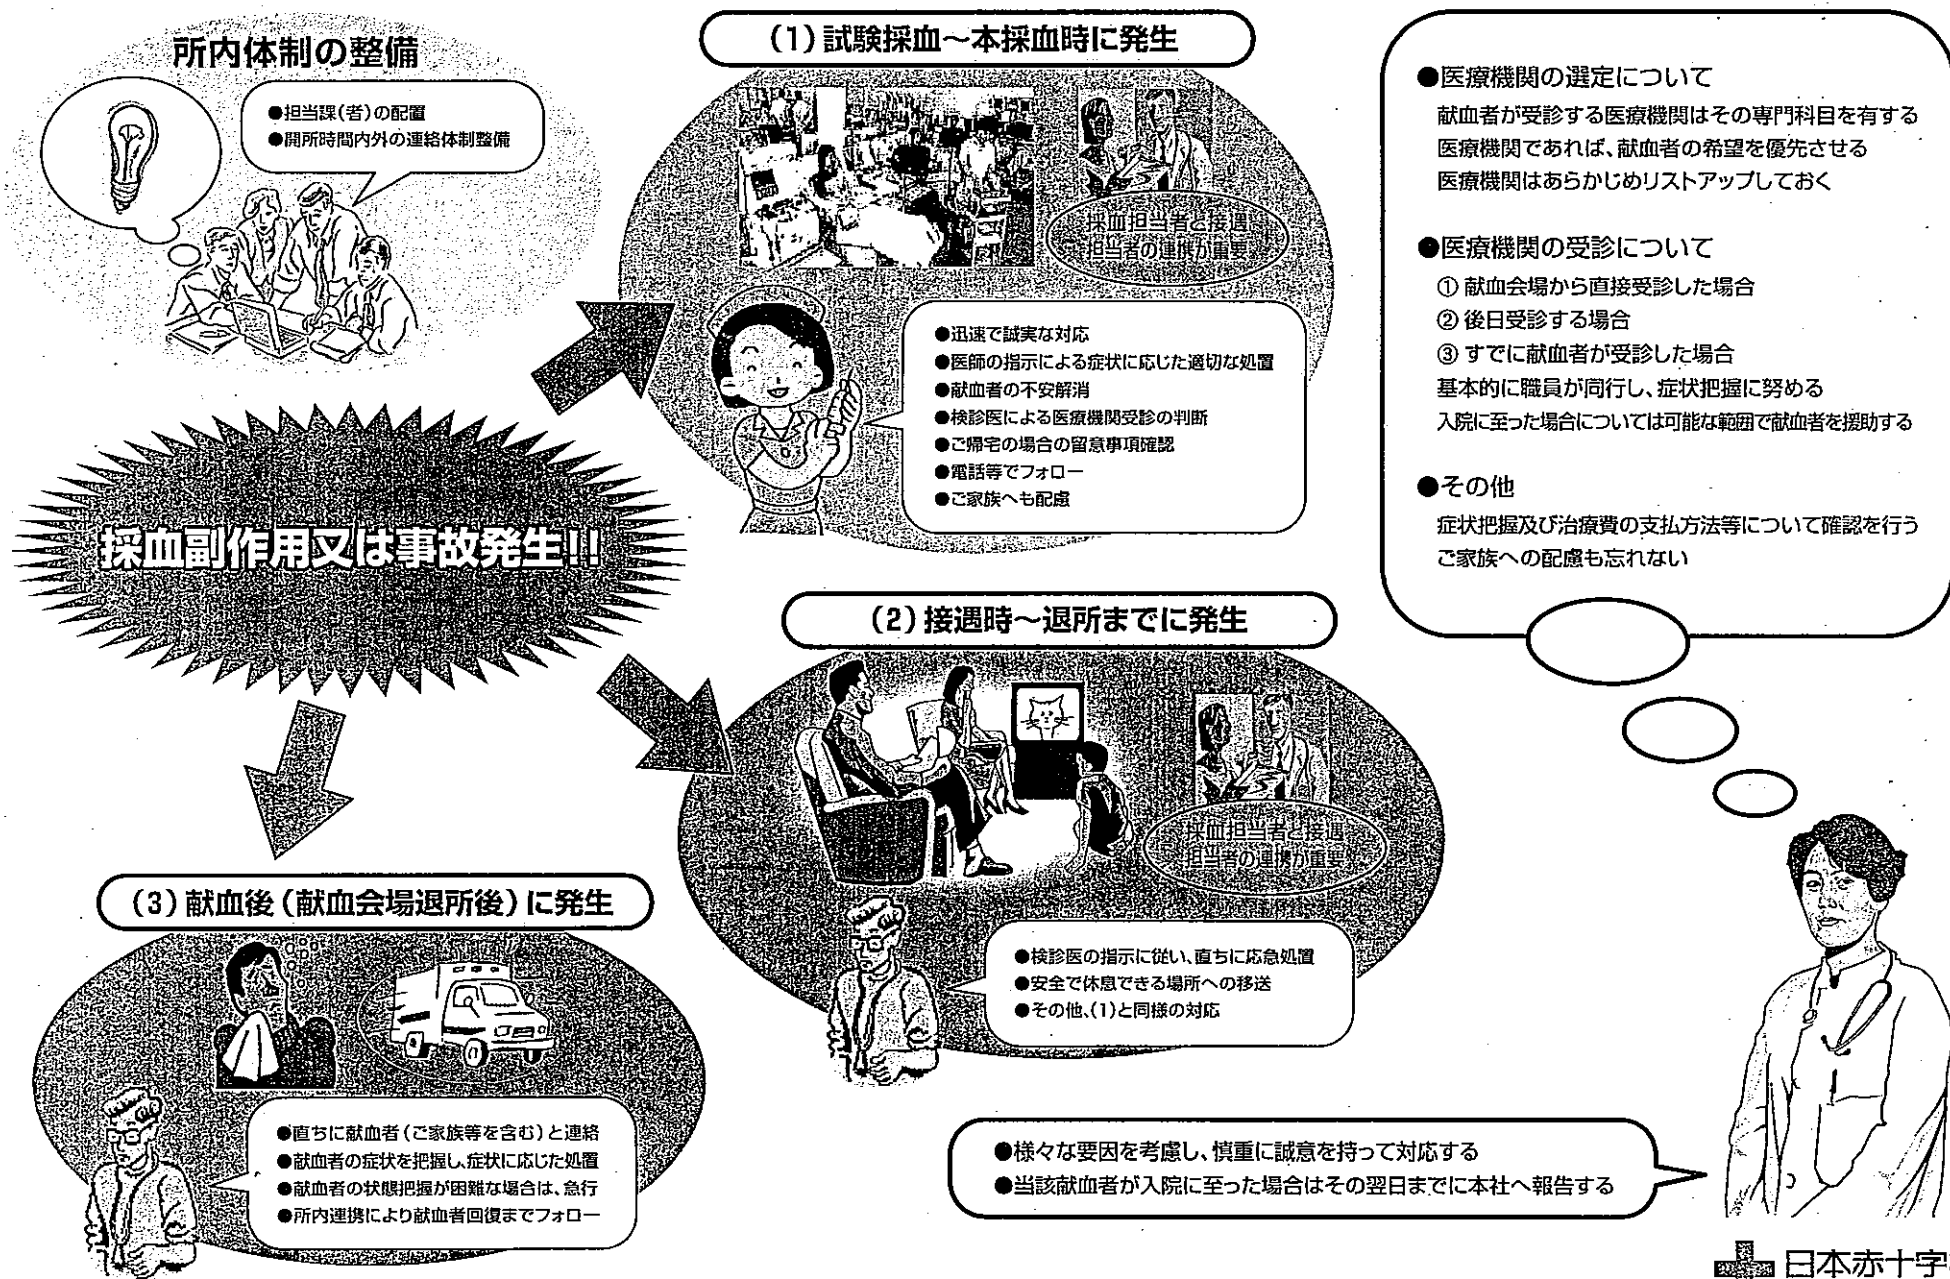 所内体制の整備
●担当課(者)の配置
●開所時間内外の連絡体制整備
採血副作用又は事故発生!!
(1)試験採血~本採血時に発生
採血担当者と接遇
担当者の連携が重要
●迅速で誠実な対応
●医師の指示による症状に応じた適切な処置
●献血者の不安解消
●検診医による医療機関受診の判断
●ご帰宅の場合の留意事項確認
●電話等でフォロー
●ご家族へも配慮
(2)接遇時~退所までに発生
採血担当者と接遇
担当者の連携が重要
●検診医の指示に従い、直ちに応急処置
●安全で休息できる場所への移送
●その他、(1)と同様の対応
(3)献血後(献血会場退所後)に発生
●直ちに献血者(ご家族等を含む)と連絡
●献血者の症状を把握し、症状に応じた処置
●献血者の状態把握が困難な場合は、急行
●所内連携により献血者回復までフォロー
●医療機関の選定について
献血者が受診する医療機関はその専門科目を有する
医療機関であれば、献血者の希望を優先させる
医療機関はあらかじめリストアップしておく
●医療機関の受診について
① 献血会場から直接受診した場合
② 後日受診する場合
③ すでに献血者が受診した場合
基本的に職員が同行し、症状把握に努める
入院に至った場合については可能な範囲で献血者を援助する
●その他
症状把握及び治療費の支払方法等について確認を行う
ご家族への配慮も忘れない
●様々な要因を考慮し、慎重に誠意を持って対応する
●当該献血者が入院に至った場合はその翌日までに本社へ報告する
日本赤十字